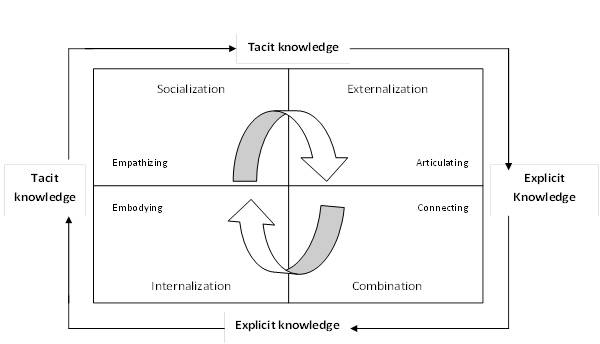 Tacit knowledge
Socialization
Externalization
Empathizing
Articulating
Tacit
knowledge
Explicit
Knowledge
Embodying
Connecting
Internalization
Combination
Explicit knowledge